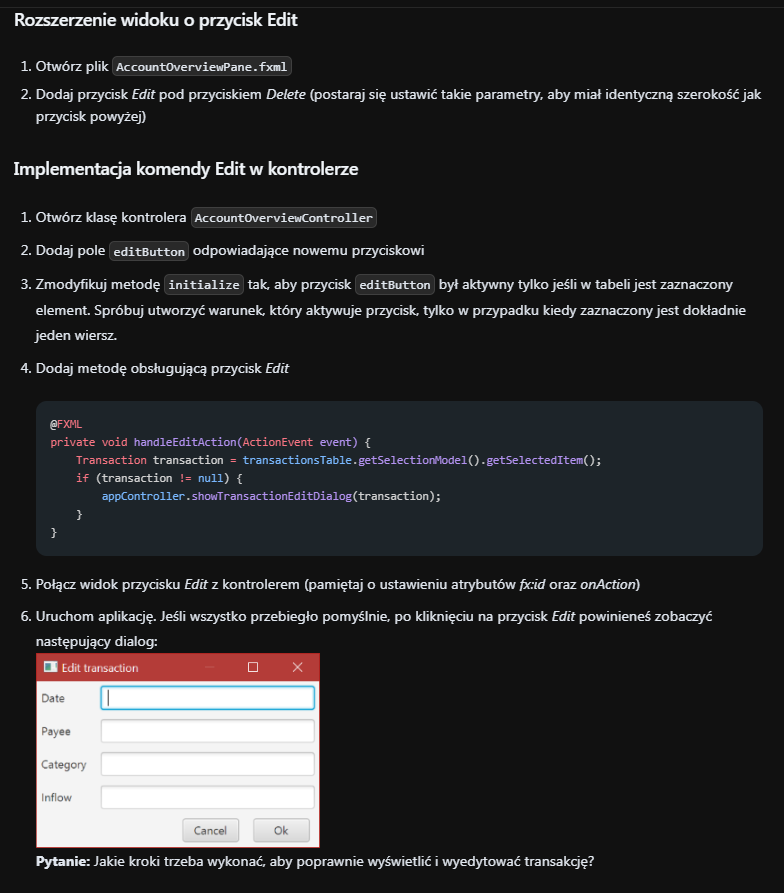 Rozszerzenie widoku o przycisk Edit
1. Otwórz plik AccountOverviewPane.fxml
2. Dodaj przycisk Edit pod przyciskiem Delete (postaraj się ustawić takie parametry, aby miał identyczną szerokość jak
przycisk powyżej)
Implementacja komendy Edit w kontrolerze
1. Otwórz klasę kontrolera AccountOverviewController
2. Dodaj pole editButton odpowiadające nowemu przyciskowi
3. Zmodyfikuj metodę initialize tak, aby przycisk editButton był aktywny tylko jeśli w tabeli jest zaznaczony
element. Spróbuj utworzyć warunek, który aktywuje przycisk, tylko w przypadku kiedy zaznaczony jest dokładnie
jeden wiersz.
4. Dodaj metodę obsługującą przycisk Edit
@FXML
private void handleEditAction(ActionEvent event) {
Transaction transaction = transactionsTable.getSelectionModel().getSelectedItem();
if (transaction != null) {
appController.showTransactionEditDialog(transaction);
}
}
5. Połącz widok przycisku Edit z kontrolerem (pamiętaj o ustawieniu atrybutów fx:id oraz onAction)
6. Uruchom aplikację. Jeśli wszystko przebiegło pomyślnie, po kliknięciu na przycisk Edit powinieneś zobaczyć
następujący dialog:
Edit transaction
Date
Payee
Category
Inflow
Cancel Ok
Pytanie: Jakie kroki trzeba wykonać, aby poprawnie wyświetlić i wyedytować transakcję?